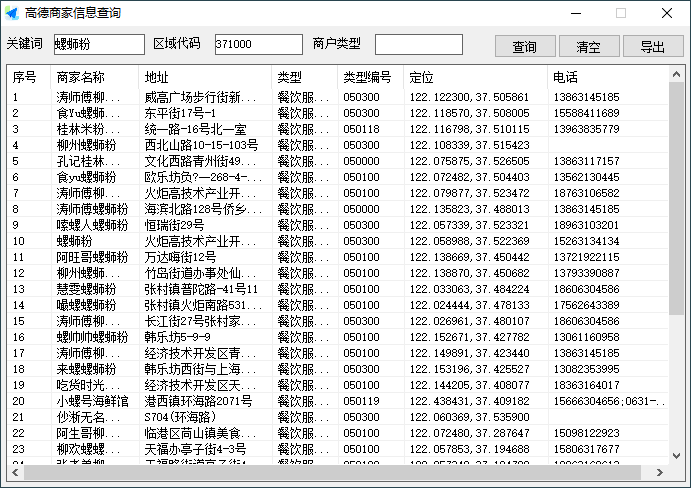 高德商家信息查询
关键词 螺蛳粉 区域代码 371000 商户类型 查询 清空 导出
序号 商家名称 地址 类型 类型编号 定位 电话
1 涛师傅柳... 威高广场步行街新... 餐饮服... 050300 122.122300,37.505861 13863145185
2 食Yu螺蛳... 东平街17号-1 餐饮服... 050300 122.118570,37.508005 15588411689
3 桂林米粉... 统一路-16号北一室 餐饮服... 050118 122.116798,37.510115 13963835779
4 柳州螺蛳粉 西北山路10-15-103号 餐饮服... 050300 122.108339,37.515423
5 孔记桂林... 文化西路青州街49... 餐饮服... 050000 122.075875,37.526505 13863117157
6 食yu螺蛳粉 欧乐坊负?—268-4-... 餐饮服... 050100 122.072482,37.504403 13562130445
7 涛师傅柳... 火炬高技术产业开... 餐饮服... 050100 122.079877,37.523472 18763106582
8 涛师傅螺蛳粉 海滨北路128号侨乡... 餐饮服... 050000 122.135823,37.488013 13863145185
9 嗦螺人螺蛳粉 恒瑞街29号 餐饮服... 050300 122.057339,37.523321 18963103201
10 螺蛳粉 火炬高技术产业开... 餐饮服... 050300 122.058988,37.522369 15263134134
11 阿旺哥螺蛳粉 万达嗨街12号 餐饮服... 050100 122.138669,37.450442 13721922115
12 柳州螺蛳... 竹岛街道办事处仙... 餐饮服... 050100 122.138870,37.450682 13793390887
13 慧雯螺蛳粉 张村镇普陀路-41号11 餐饮服... 050100 122.033063,37.484224 18606304586
14 嘬螺螺蛳粉 张村镇火炬南路531... 餐饮服... 050100 122.024444,37.478133 17562643389
15 涛师傅柳... 长江街27号张村家... 餐饮服... 050300 122.026961,37.480107 18606304586
16 螺帅帅螺蛳粉 韩乐坊5-9-9 餐饮服... 050100 122.152671,37.427782 13061160958
17 涛师傅柳... 经济技术开发区青... 餐饮服... 050100 122.149891,37.423440 13863145185
18 来螺螺蛳粉 韩乐坊西街与上海... 餐饮服... 050300 122.153196,37.425527 13082353995
19 吃货时光... 经济技术开发区天... 餐饮服... 050100 122.144205,37.408077 18363164017
20 小螺号海鲜馆 港西镇环海路2071号 餐饮服... 050119 122.438431,37.409182 15666304656;0631-...
21 仯渐无名... S704(环海路) 餐饮服... 050300 122.060369,37.535900
22 阿生哥柳... 临港区苘山镇美食... 餐饮服... 050100 122.072480,37.287647 15098122923
23 柳欢螺螺... 天福办亭子街4-3号 餐饮服... 050100 122.057853,37.194688 15806317677